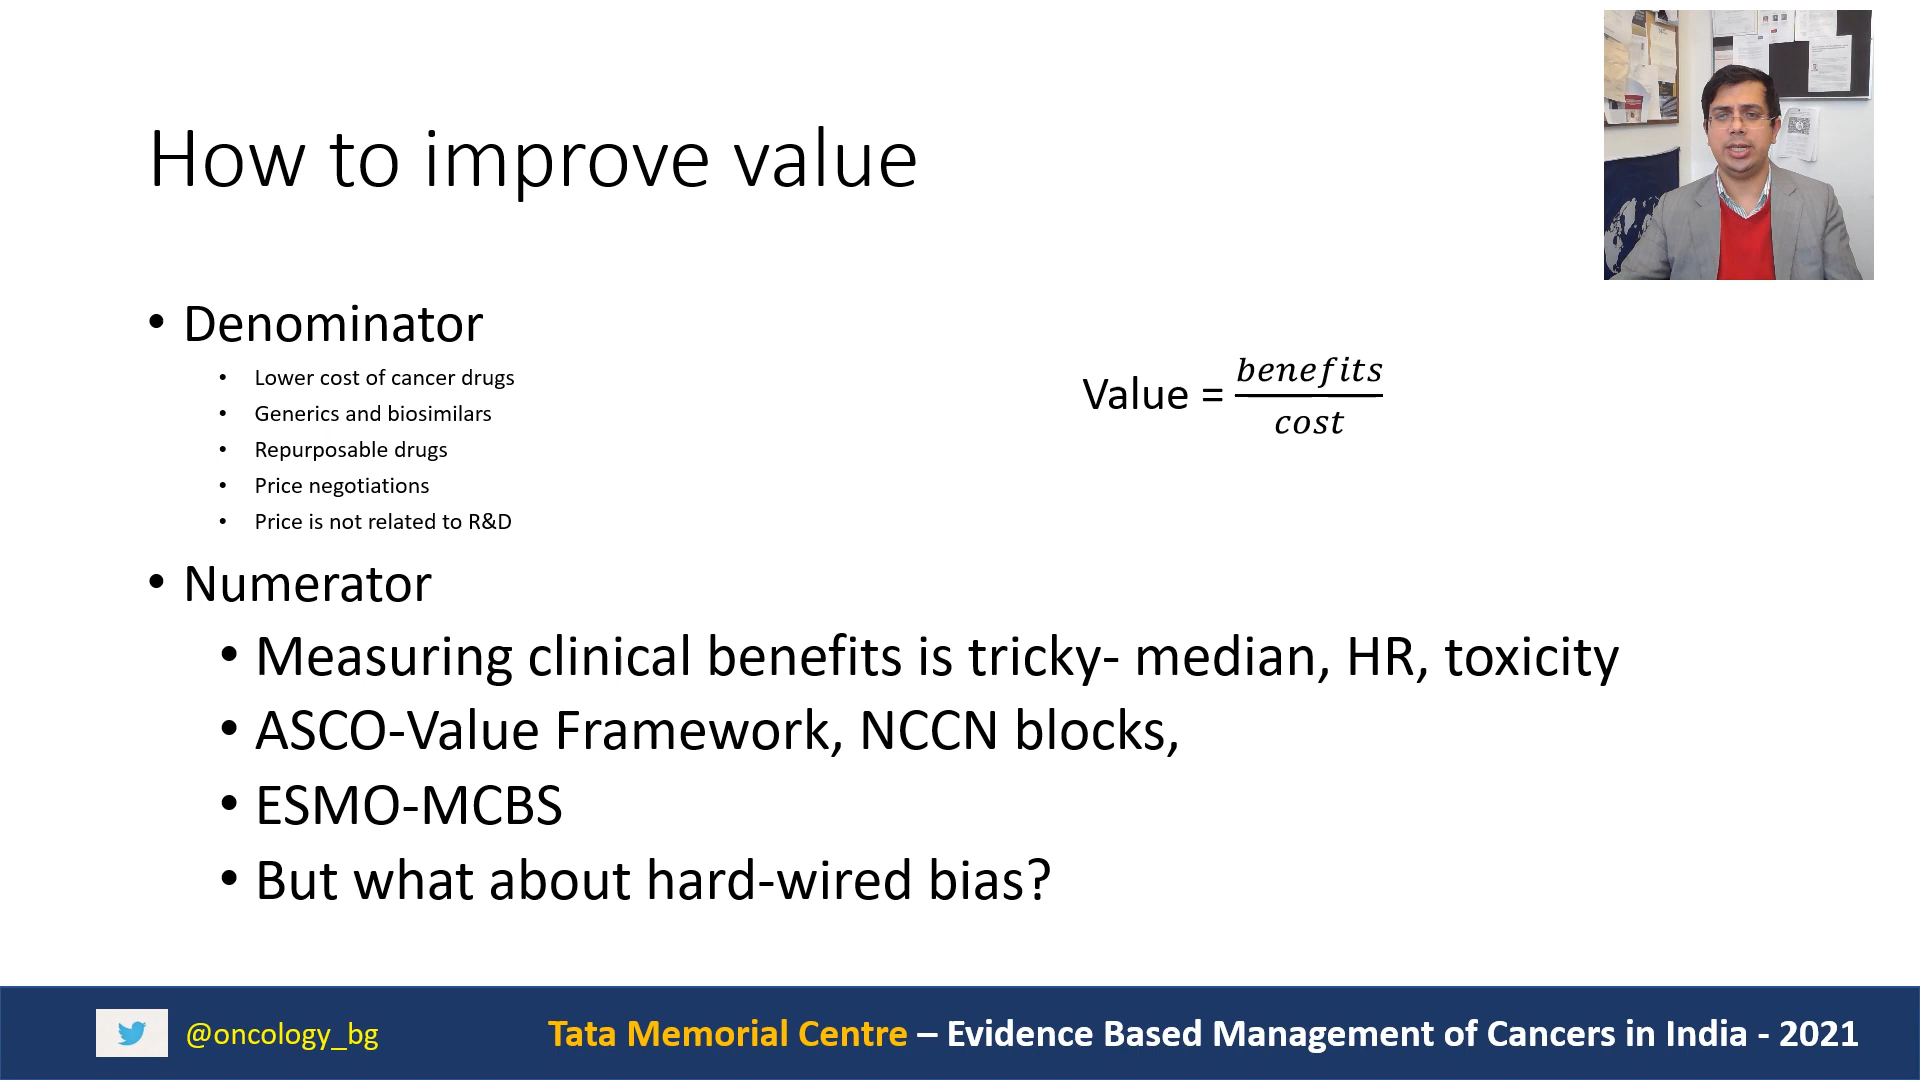 How to improve value
• Denominator
• Lower cost of cancer drugs
• Generics and biosimilars
• Repurposable drugs
• Price negotiations
• Price is not related to R&D
Value = benefits/cost
• Numerator
• Measuring clinical benefits is tricky- median, HR, toxicity
• ASCO-Value Framework, NCCN blocks,
• ESMO-MCBS
• But what about hard-wired bias?
@oncology_bg
Tata Memorial Centre – Evidence Based Management of Cancers in India - 2021